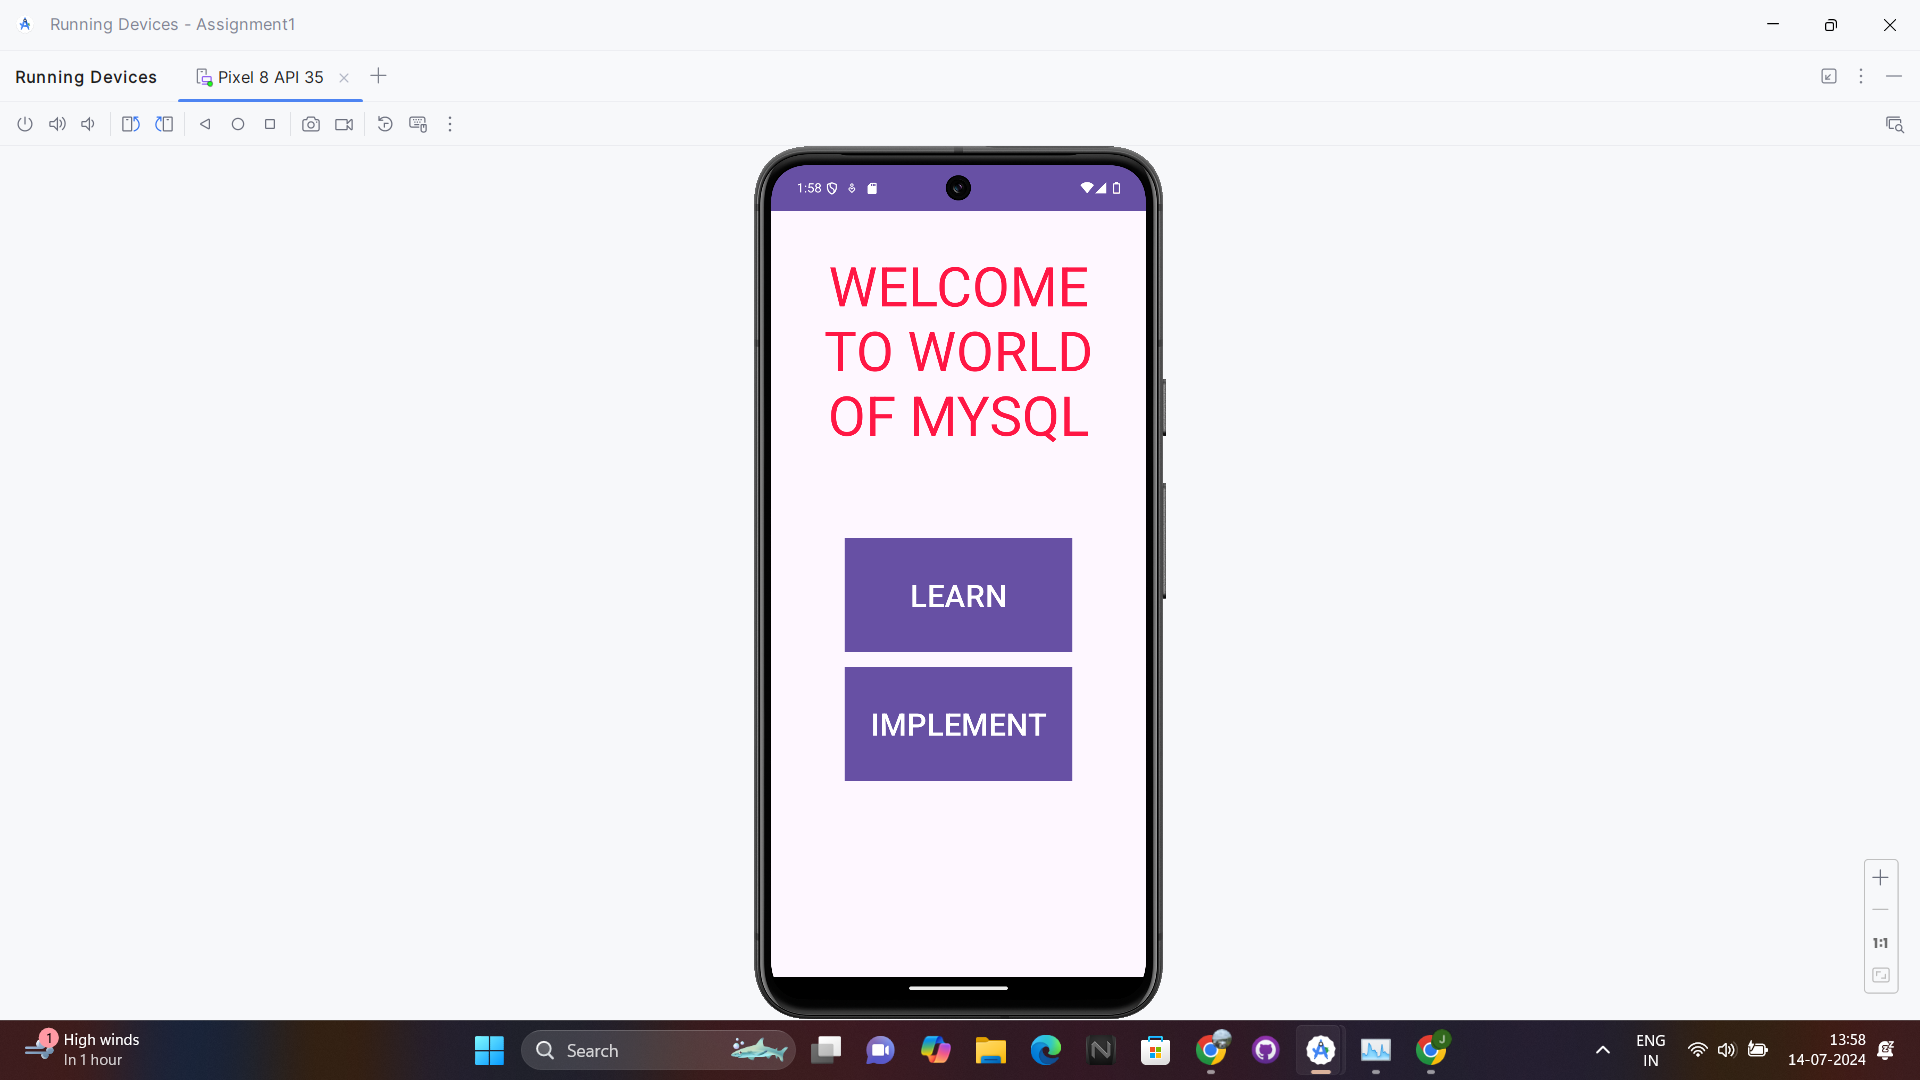 Running Devices - Assignment1
Running Devices
Pixel 8 API 35
1:58
WELCOME
TO WORLD
OF MYSQL
LEARN
IMPLEMENT
1:1
1
High winds
In 1 hour
Search
N
J
ENG
IN
13:58
14-07-2024